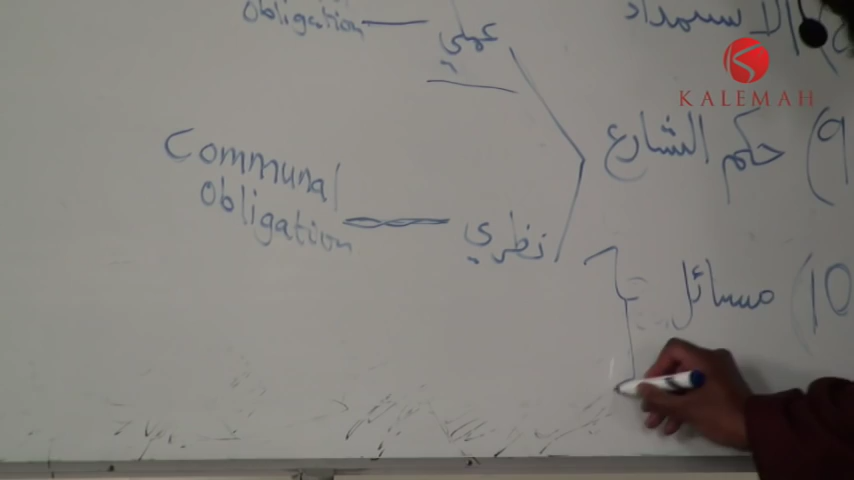 الاستمداد
Obligation
عملي
KALEMAH
9) حكم الشارع
Communal
Obligation
نظري
10) مسائل